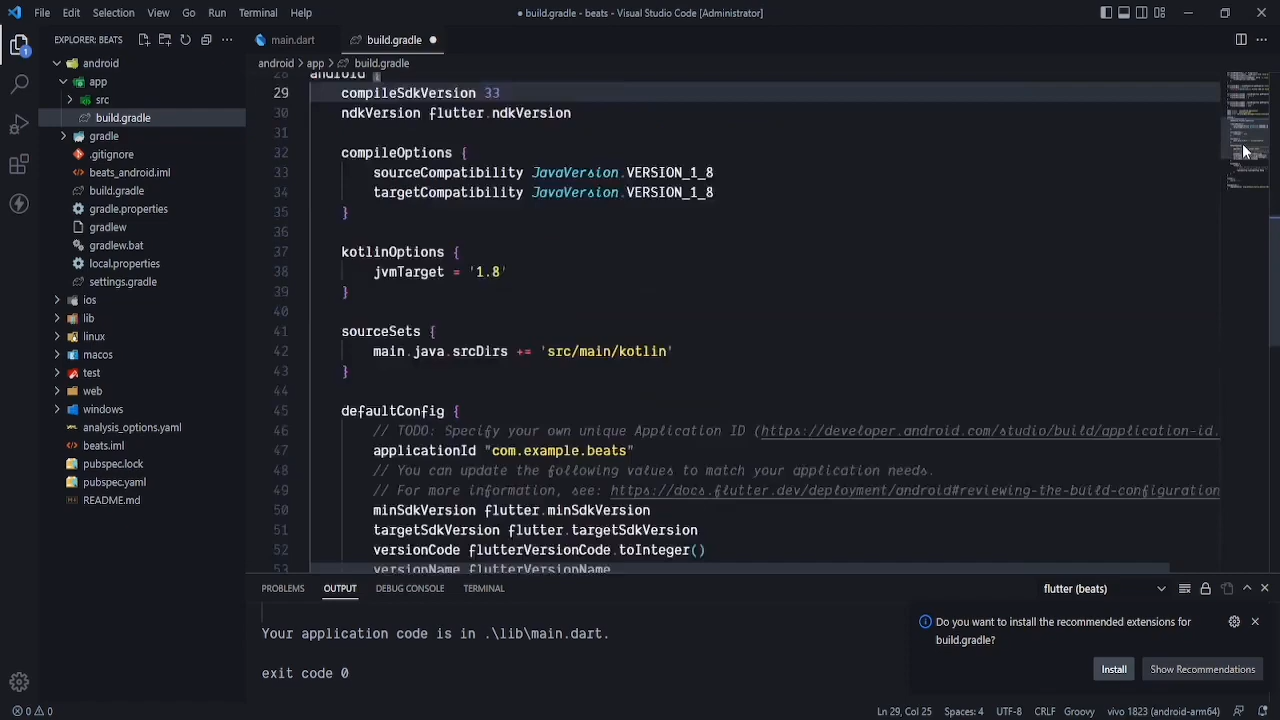 File Edit Selection View Go Run Terminal Help
● build.gradle - beats - Visual Studio Code [Administrator]
EXPLORER: BEATS
main.dart
build.gradle
android > app > build.gradle
1
android
app
src
build.gradle
gradle
.gitignore
beats_android.iml
build.gradle
gradle.properties
gradlew
gradlew.bat
local.properties
settings.gradle
ios
lib
linux
macos
test
web
windows
analysis_options.yaml
beats.iml
pubspec.lock
pubspec.yaml
README.md
28 android {
29 compileSdkVersion 33
30 ndkVersion flutter.ndkVersion
31
32 compileOptions {
33 sourceCompatibility JavaVersion.VERSION_1_8
34 targetCompatibility JavaVersion.VERSION_1_8
35 }
36
37 kotlinOptions {
38 jvmTarget = '1.8'
39 }
40
41 sourceSets {
42 main.java.srcDirs += 'src/main/kotlin'
43 }
44
45 defaultConfig {
46 // TODO: Specify your own unique Application ID (https://developer.android.com/studio/build/application-id.
47 applicationId "com.example.beats"
48 // You can update the following values to match your application needs.
49 // For more information, see: https://docs.flutter.dev/deployment/android#reviewing-the-build-configuration
50 minSdkVersion flutter.minSdkVersion
51 targetSdkVersion flutter.targetSdkVersion
52 versionCode flutterVersionCode.toInteger()
53 versionName flutterVersionName
PROBLEMS OUTPUT DEBUG CONSOLE TERMINAL
flutter (beats)
Your application code is in .\lib\main.dart.
exit code 0
Do you want to install the recommended extensions for
build.gradle?
Install
Show Recommendations
0 0
Ln 29, Col 25 Spaces: 4 UTF-8 CRLF Groovy vivo 1823 (android-arm64)